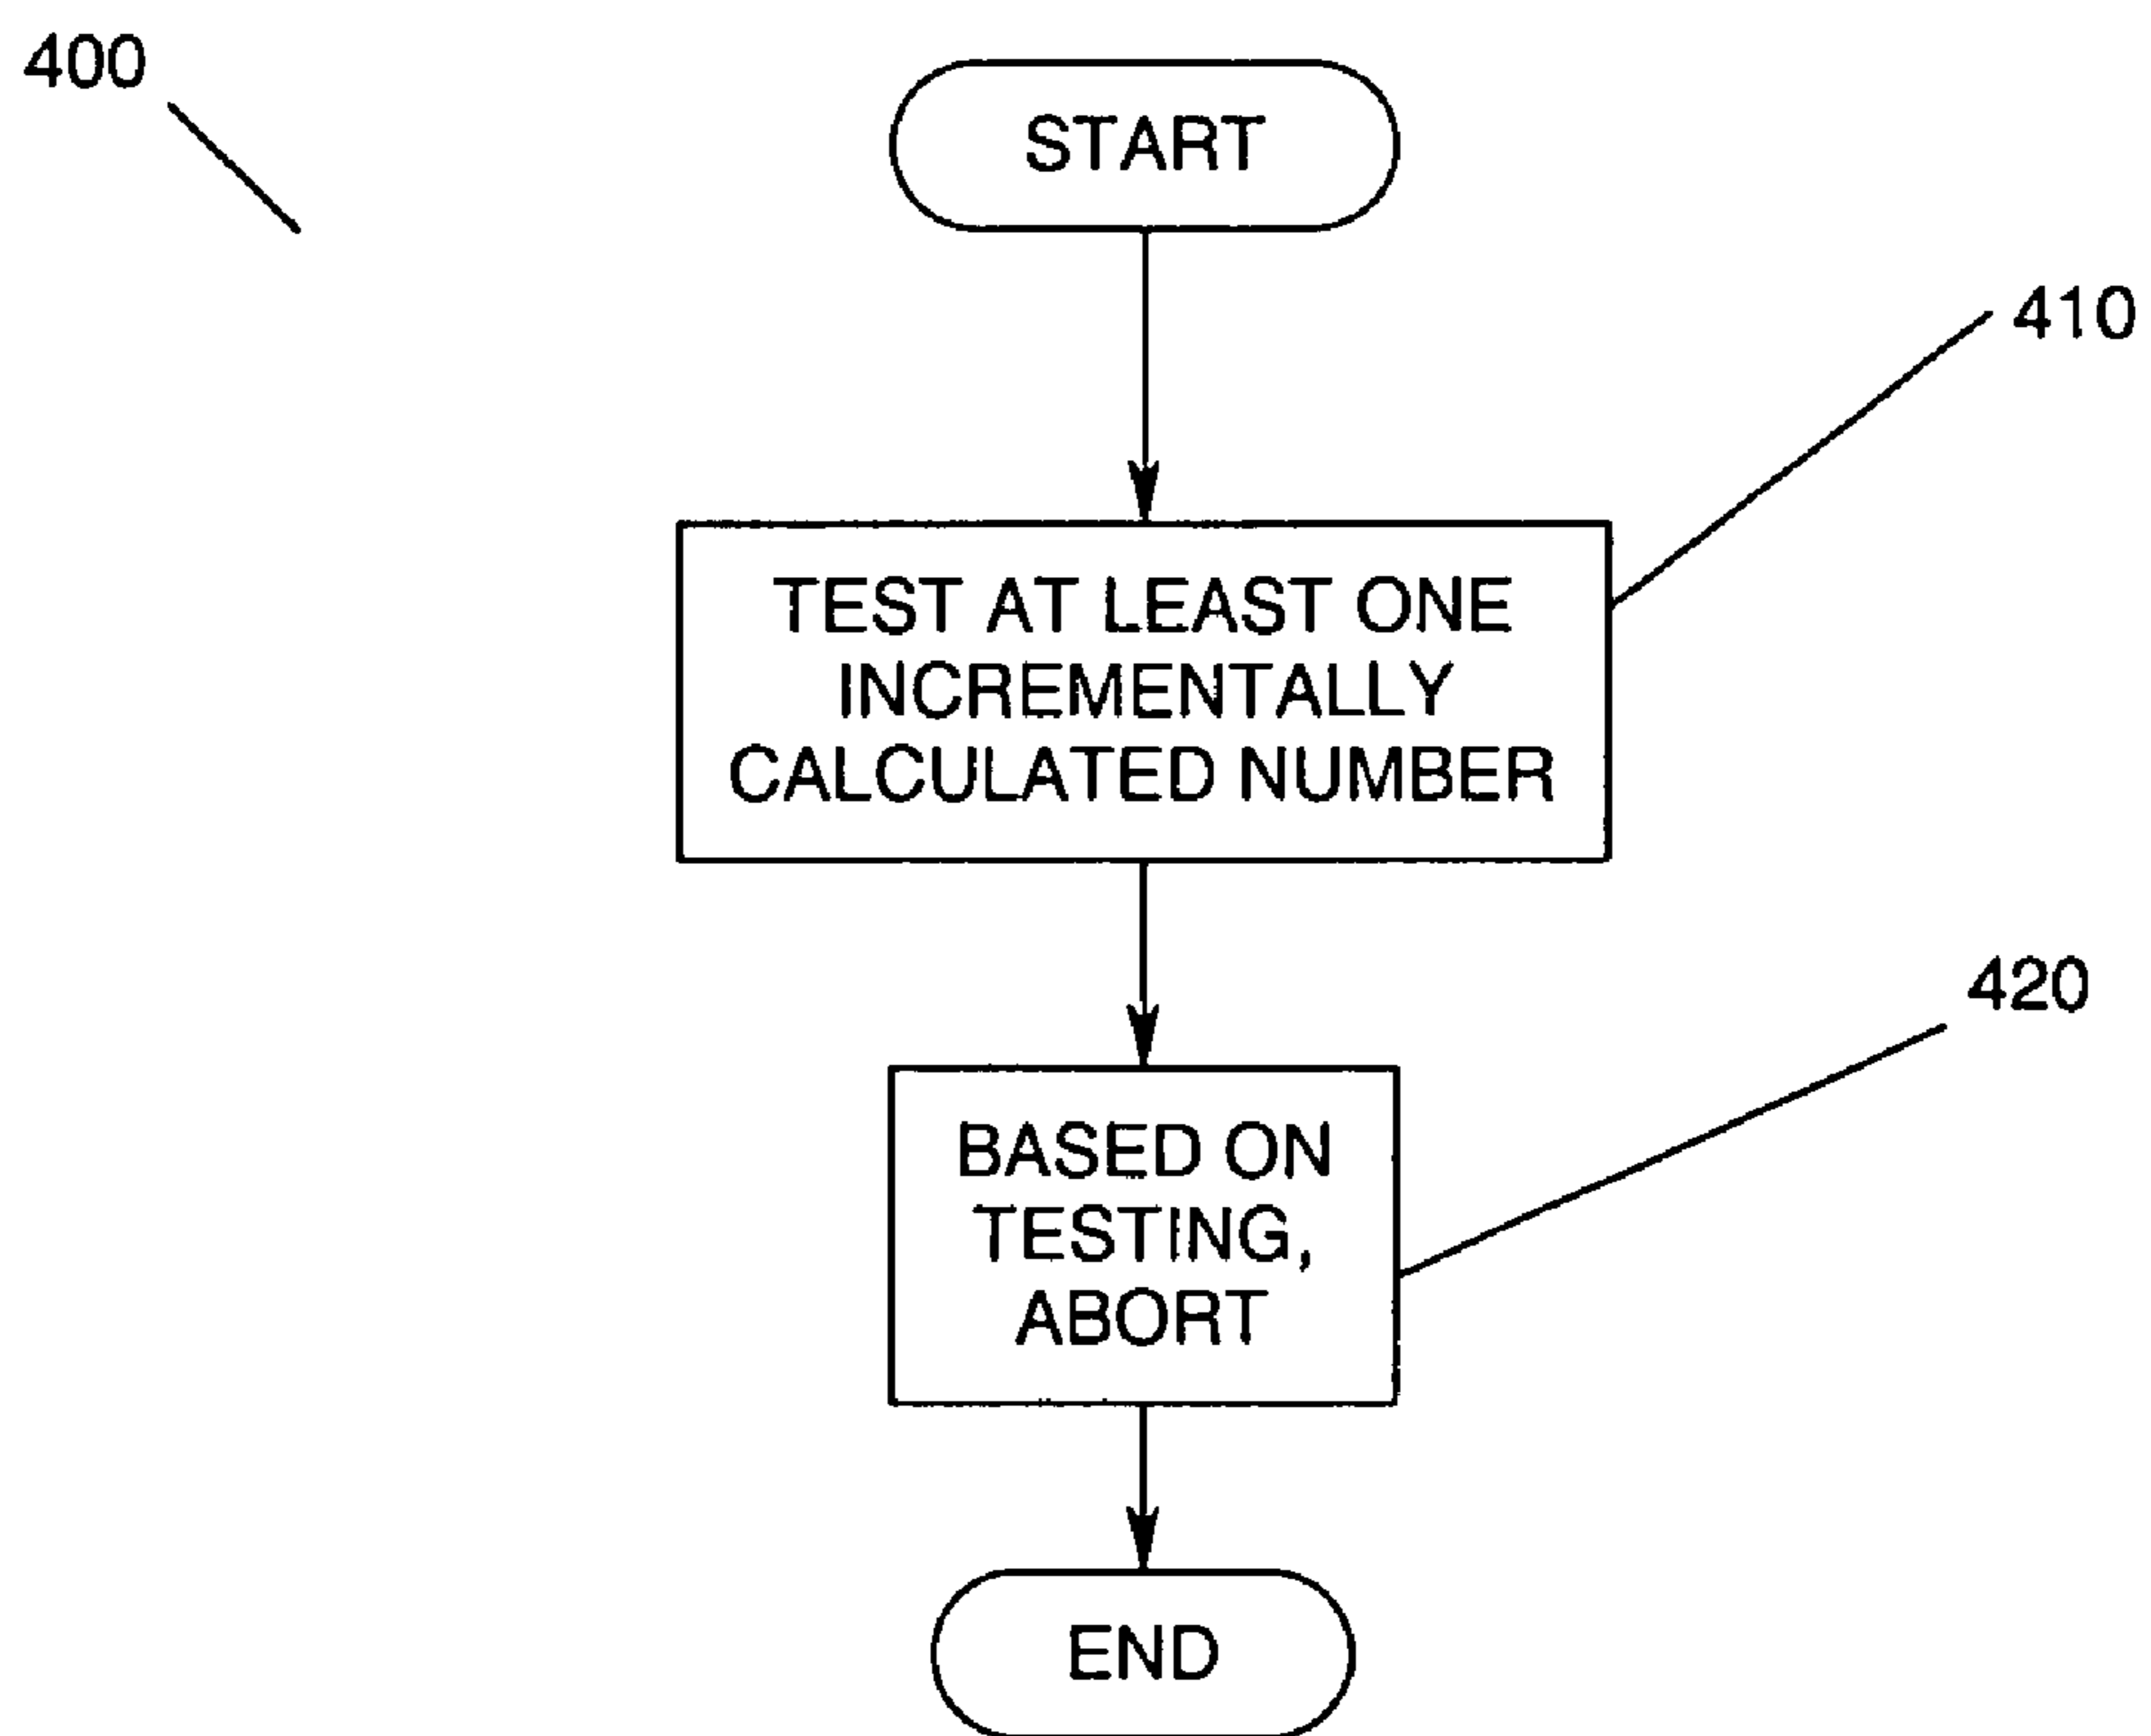 400
START
410
TEST AT LEAST ONE
INCREMENTALLY
CALCULATED NUMBER
420
BASED ON
TESTING,
ABORT
END